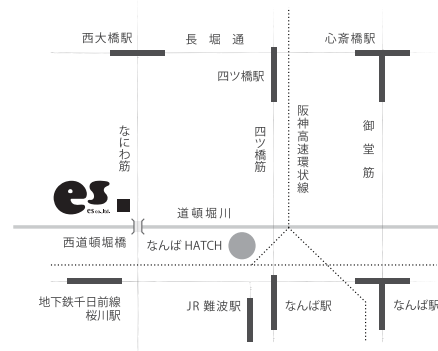 西大橋駅
長堀通
心斎橋駅
四ツ橋駅
なにわ筋
四ツ橋筋
阪神高速環状線
御堂筋
es
es co.,ltd.
道頓堀川
西道頓堀橋
なんば HATCH
地下鉄千日前線
桜川駅
JR 難波駅
なんば駅
なんば駅